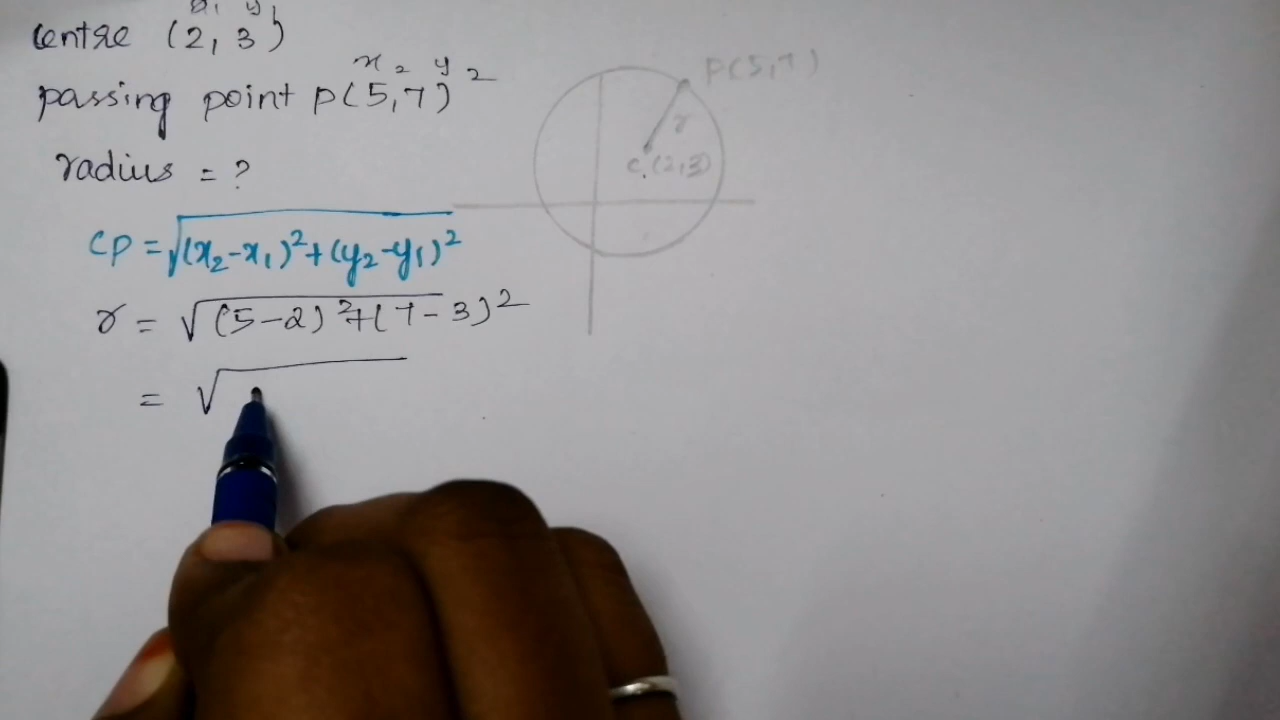 x₁ y₁
centre (2, 3)
x₂ y₂
passing point P(5,7)
radius = ?
CP = √(x₂-x₁)²+(y₂-y₁)²
r = √(5-2)²+(7-3)²
= √
P(5,7)
r
C.(2,3)